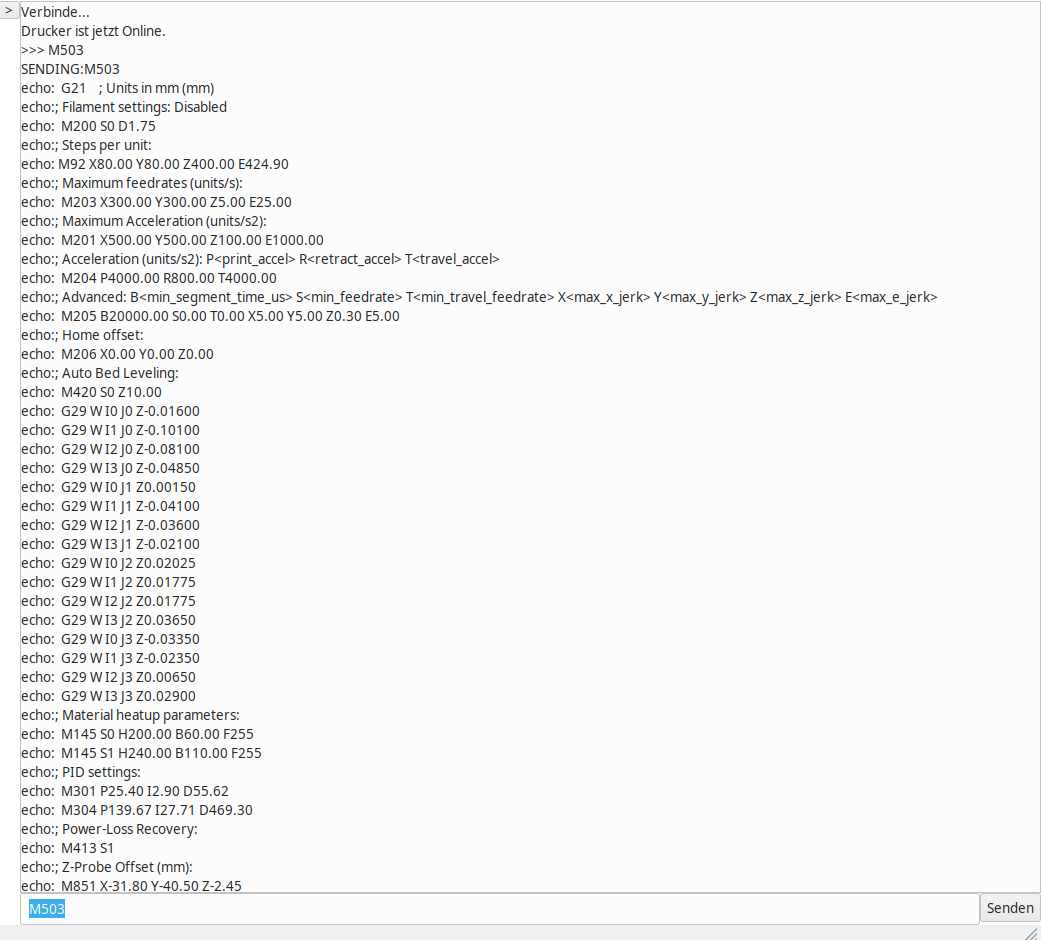 >
Verbinde...
Drucker ist jetzt Online.
>>> M503
SENDING:M503
echo:  G21    ; Units in mm (mm)
echo:; Filament settings: Disabled
echo:  M200 S0 D1.75
echo:; Steps per unit:
echo: M92 X80.00 Y80.00 Z400.00 E424.90
echo:; Maximum feedrates (units/s):
echo:  M203 X300.00 Y300.00 Z5.00 E25.00
echo:; Maximum Acceleration (units/s2):
echo:  M201 X500.00 Y500.00 Z100.00 E1000.00
echo:; Acceleration (units/s2): P<print_accel> R<retract_accel> T<travel_accel>
echo:  M204 P4000.00 R800.00 T4000.00
echo:; Advanced: B<min_segment_time_us> S<min_feedrate> T<min_travel_feedrate> X<max_x_jerk> Y<max_y_jerk> Z<max_z_jerk> E<max_e_jerk>
echo:  M205 B20000.00 S0.00 T0.00 X5.00 Y5.00 Z0.30 E5.00
echo:; Home offset:
echo:  M206 X0.00 Y0.00 Z0.00
echo:; Auto Bed Leveling:
echo:  M420 S0 Z10.00
echo:  G29 W I0 J0 Z-0.01600
echo:  G29 W I1 J0 Z-0.10100
echo:  G29 W I2 J0 Z-0.08100
echo:  G29 W I3 J0 Z-0.04850
echo:  G29 W I0 J1 Z0.00150
echo:  G29 W I1 J1 Z-0.04100
echo:  G29 W I2 J1 Z-0.03600
echo:  G29 W I3 J1 Z-0.02100
echo:  G29 W I0 J2 Z0.02025
echo:  G29 W I1 J2 Z0.01775
echo:  G29 W I2 J2 Z0.01775
echo:  G29 W I3 J2 Z0.03650
echo:  G29 W I0 J3 Z-0.03350
echo:  G29 W I1 J3 Z-0.02350
echo:  G29 W I2 J3 Z0.00650
echo:  G29 W I3 J3 Z0.02900
echo:; Material heatup parameters:
echo:  M145 S0 H200.00 B60.00 F255
echo:  M145 S1 H240.00 B110.00 F255
echo:; PID settings:
echo:  M301 P25.40 I2.90 D55.62
echo:  M304 P139.67 I27.71 D469.30
echo:; Power-Loss Recovery:
echo:  M413 S1
echo:; Z-Probe Offset (mm):
echo:  M851 X-31.80 Y-40.50 Z-2.45
M503
Senden